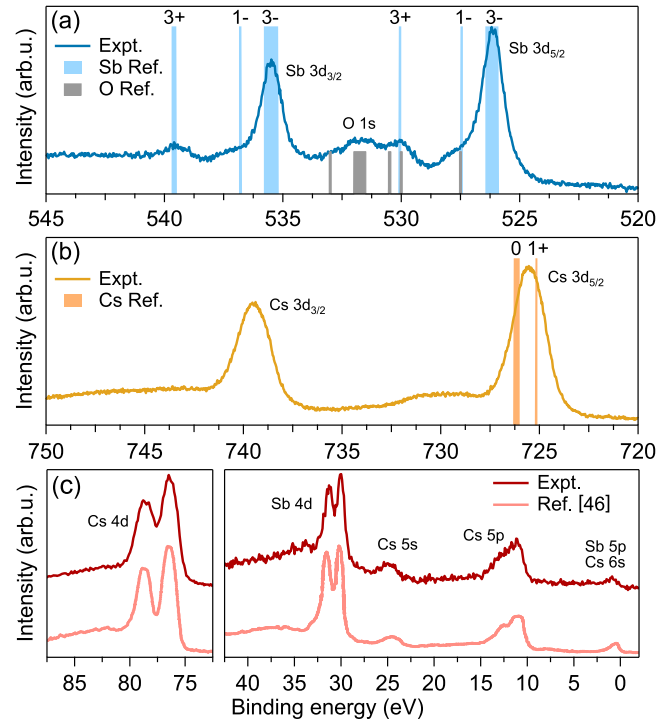 3+ 1- 3- 3+ 1- 3-
(a)
Expt.
Sb Ref.
O Ref.
Sb 3d3/2
O 1s
Sb 3d5/2
Intensity (arb.u.)
545 540 535 530 525 520
(b)
0 1+
Expt.
Cs Ref.
Cs 3d3/2
Cs 3d5/2
Intensity (arb.u.)
750 745 740 735 730 725 720
(c)
Expt.
Ref. [46]
Cs 4d
Sb 4d
Cs 5s
Cs 5p
Sb 5p
Cs 6s
Intensity (arb.u.)
85 80 75 40 35 30 25 20 15 10 5 0
Binding energy (eV)